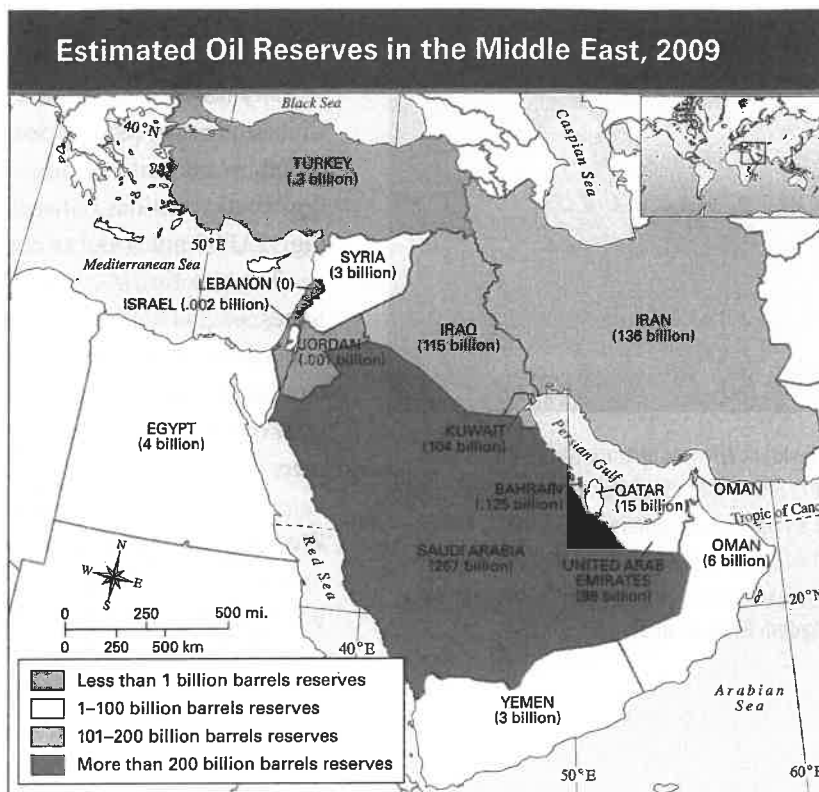 Estimated Oil Reserves in the Middle East, 2009
Black Sea
Caspian Sea
40°N
TURKEY
(.3 billion)
50°E
Mediterranean Sea
SYRIA
(3 billion)
LEBANON (0)
ISRAEL (.002 billion)
JORDAN
(.001 billion)
IRAQ
(115 billion)
IRAN
(136 billion)
EGYPT
(4 billion)
KUWAIT
(104 billion)
Persian Gulf
BAHRAIN
(.125 billion)
QATAR
(15 billion)
OMAN
Tropic of Canc
Red Sea
SAUDI ARABIA
(267 billion)
UNITED ARAB
EMIRATES
(98 billion)
OMAN
(6 billion)
N
W E
S
0 250 500 mi.
0 250 500 km
20°N
40°E
Less than 1 billion barrels reserves
1–100 billion barrels reserves
101–200 billion barrels reserves
More than 200 billion barrels reserves
YEMEN
(3 billion)
Arabian
Sea
50°E
60°E